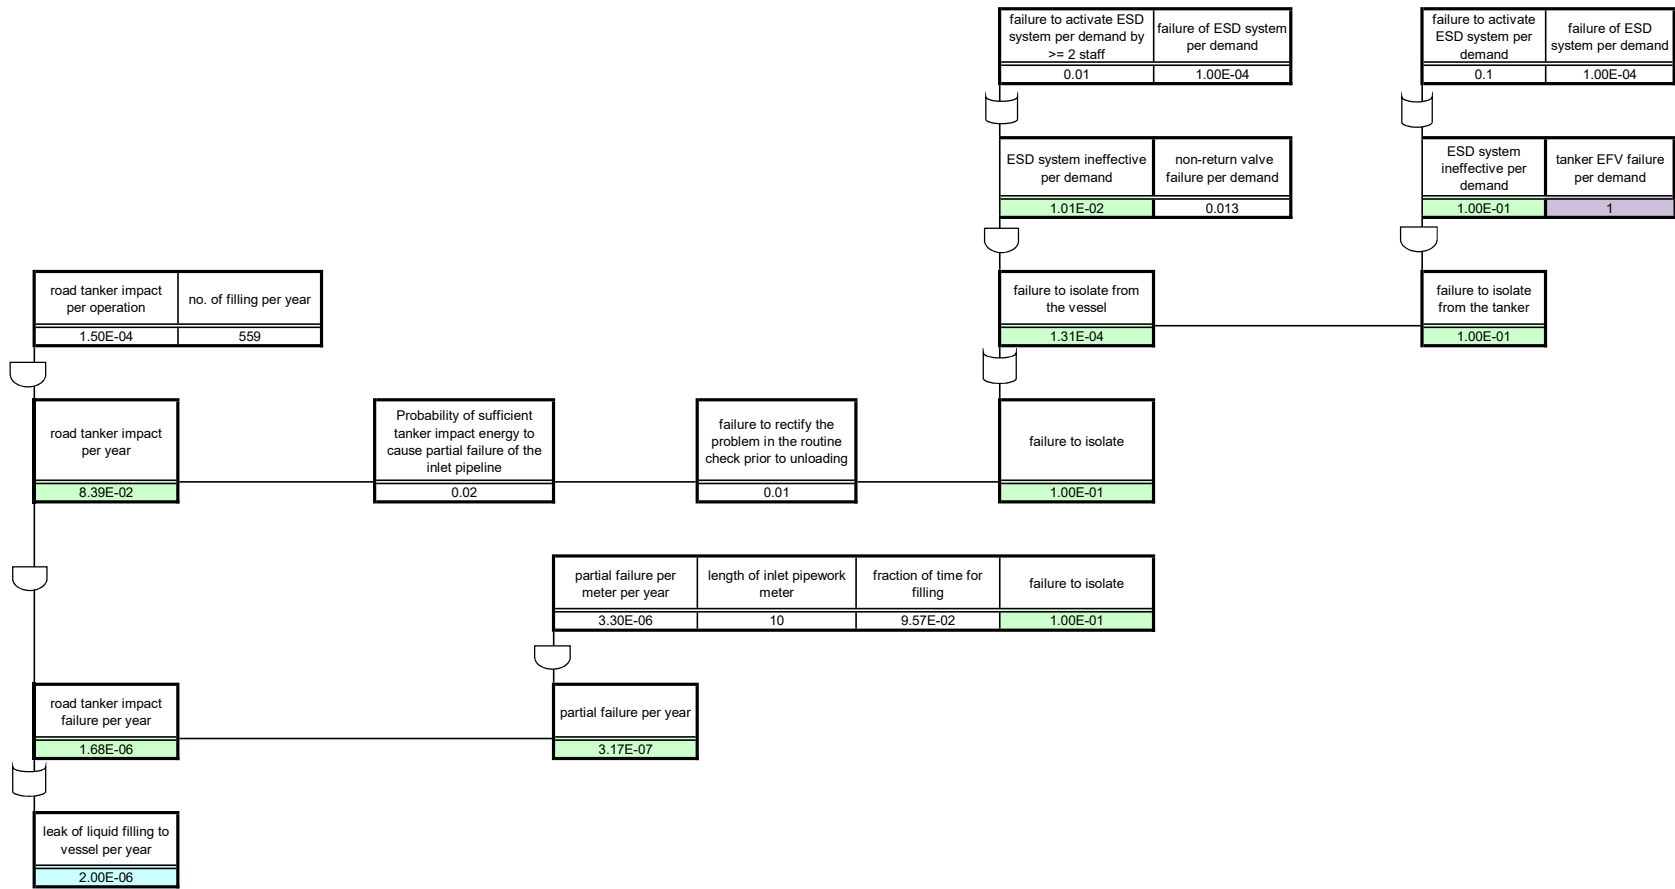 failure to activate ESD
system per demand by
>= 2 staff
failure of ESD system
per demand
0.01
1.00E-04
failure to activate
ESD system per
demand
failure of ESD
system per demand
0.1
1.00E-04
ESD system ineffective
per demand
non-return valve
failure per demand
1.01E-02
0.013
ESD system
ineffective per
demand
tanker EFV failure
per demand
1.00E-01
1
road tanker impact
per operation
no. of filling per year
1.50E-04
559
failure to isolate from
the vessel
1.31E-04
failure to isolate
from the tanker
1.00E-01
road tanker impact
per year
8.39E-02
Probability of sufficient
tanker impact energy to
cause partial failure of the
inlet pipeline
0.02
failure to rectify the
problem in the routine
check prior to unloading
0.01
failure to isolate
1.00E-01
partial failure per
meter per year
length of inlet pipework
meter
fraction of time for
filling
failure to isolate
3.30E-06
10
9.57E-02
1.00E-01
road tanker impact
failure per year
1.68E-06
partial failure per year
3.17E-07
leak of liquid filling to
vessel per year
2.00E-06